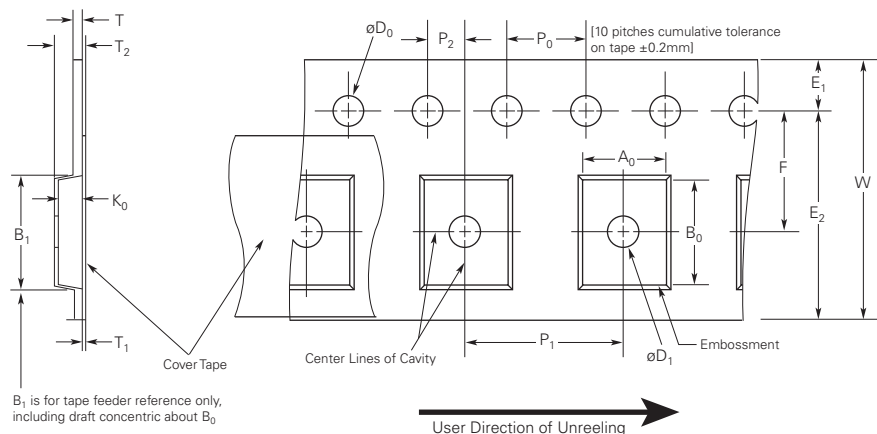 T
T2
øD0
P2
P0
[10 pitches cumulative tolerance
on tape ±0.2mm]
E1
A0
F
W
K0
B1
B0
E2
T1
Cover Tape
Center Lines of Cavity
P1
øD1
Embossment
B1 is for tape feeder reference only,
including draft concentric about B0
User Direction of Unreeling